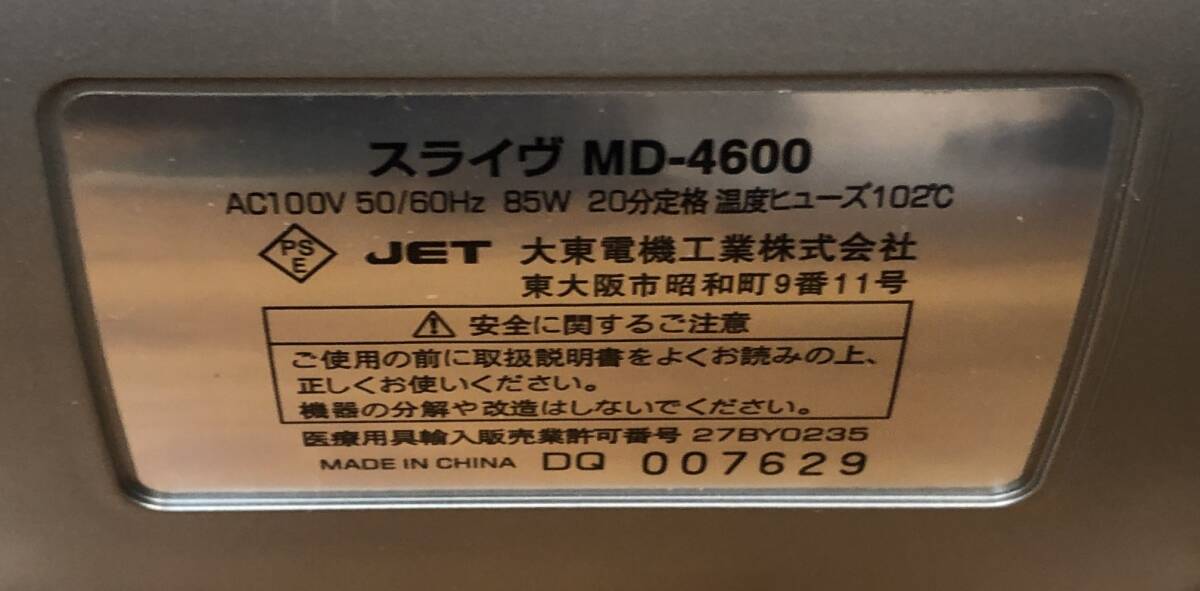 スライヴ MD-4600
AC100V 50/60Hz 85W 20分定格 温度ヒューズ102℃
PSE JET 大東電機工業株式会社
東大阪市昭和町9番11号
⚠ 安全に関するご注意
ご使用の前に取扱説明書をよくお読みの上、
正しくお使いください。
機器の分解や改造はしないでください。
医療用具輸入販売業許可番号 27BY0235
MADE IN CHINA DQ 007629